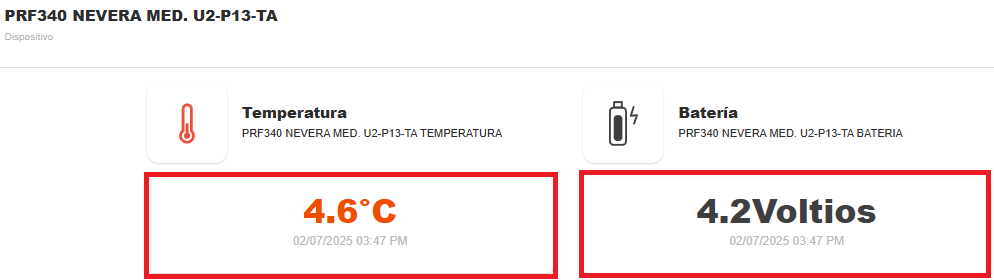 PRF340 NEVERA MED. U2-P13-TA
Dispositivo
Temperatura
PRF340 NEVERA MED. U2-P13-TA TEMPERATURA
4.6°C
02/07/2025 03:47 PM
Batería
PRF340 NEVERA MED. U2-P13-TA BATERIA
4.2Voltios
02/07/2025 03:47 PM